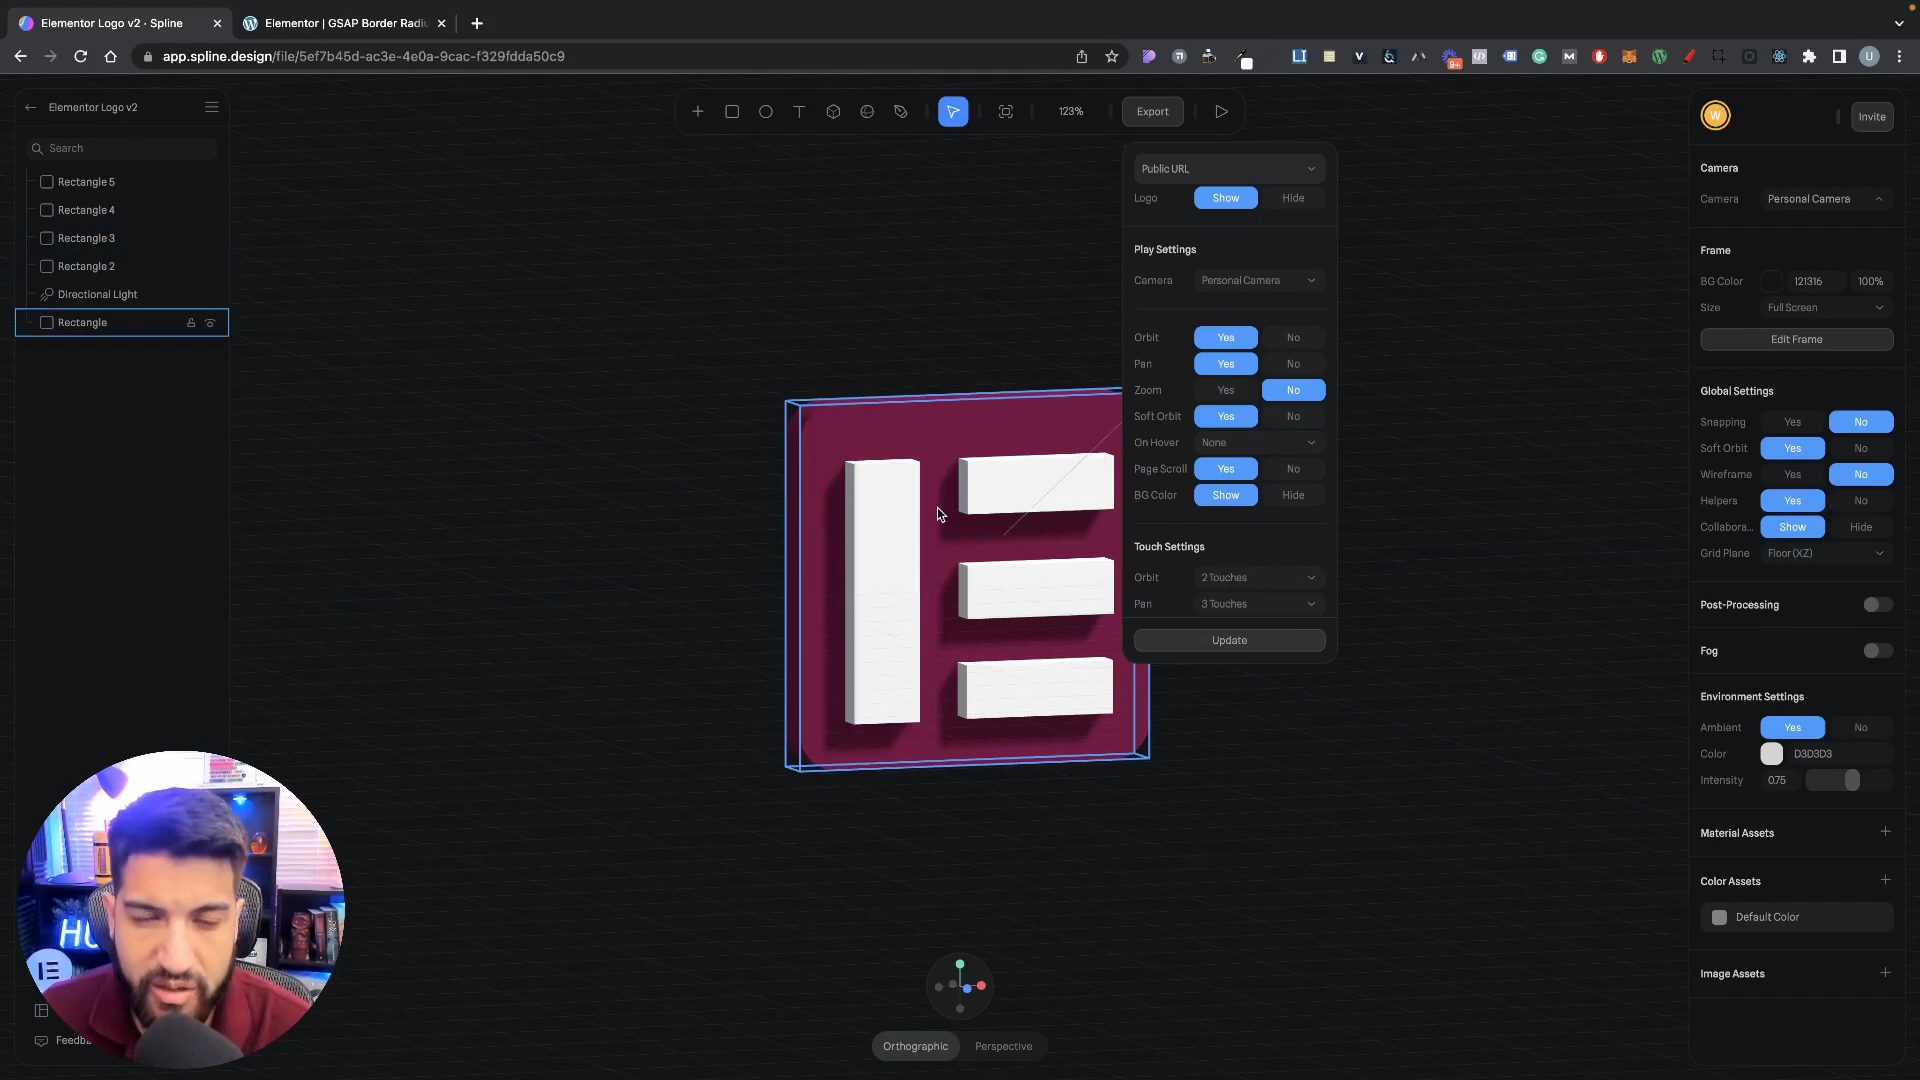 Elementor Logo v2 · Spline
Elementor | GSAP Border Radiu
app.spline.design/file/5ef7b45d-ac3e-4e0a-9cac-f329fdda50c9
9+
U
Elementor Logo v2
Search
Rectangle 5
Rectangle 4
Rectangle 3
Rectangle 2
Directional Light
Rectangle
123%
Export
Public URL
Logo Show Hide
Play Settings
Camera Personal Camera
Orbit Yes No
Pan Yes No
Zoom Yes No
Soft Orbit Yes No
On Hover None
Page Scroll Yes No
BG Color Show Hide
Touch Settings
Orbit 2 Touches
Pan 3 Touches
Update
W
Invite
Camera
Camera Personal Camera
Frame
BG Color 121316 100%
Size Full Screen
Edit Frame
Global Settings
Snapping Yes No
Soft Orbit Yes No
Wireframe Yes No
Helpers Yes No
Collabora... Show Hide
Grid Plane Floor (XZ)
Post-Processing
Fog
Environment Settings
Ambient Yes No
Color D3D3D3
Intensity 0.75
Material Assets
Color Assets
Default Color
Image Assets
Orthographic Perspective
HU
Feedba